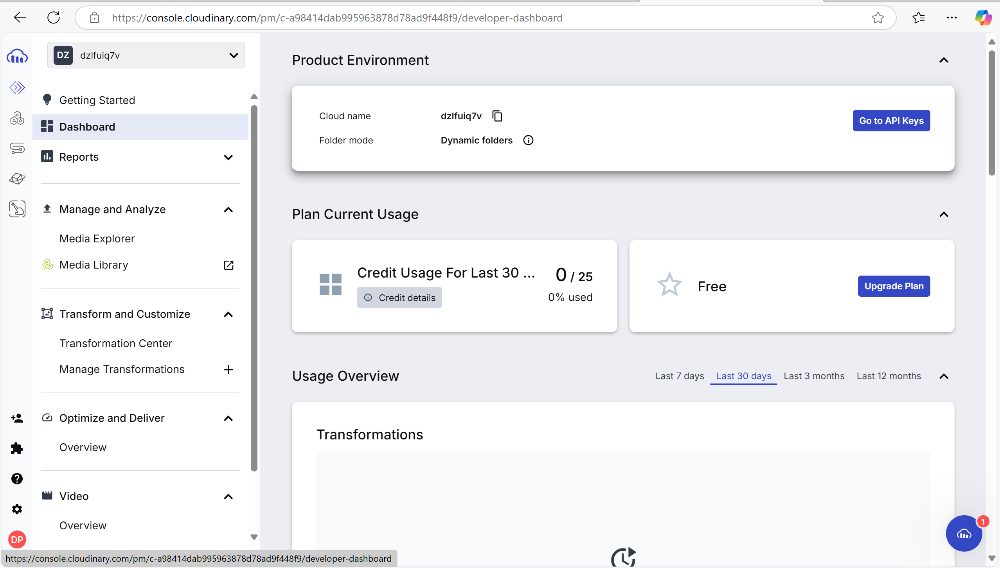 https://console.cloudinary.com/pm/c-a98414dab995963878d78ad9f448f9/developer-dashboard
DZ dzlfuiq7v
Getting Started
Dashboard
Reports
Manage and Analyze
Media Explorer
Media Library
Transform and Customize
Transformation Center
Manage Transformations
Optimize and Deliver
Overview
Video
Overview
DP
Product Environment
Cloud name dzlfuiq7v
Go to API Keys
Folder mode Dynamic folders
Plan Current Usage
Credit Usage For Last 30 ... 0 / 25
Credit details 0% used
Free Upgrade Plan
Usage Overview Last 7 days Last 30 days Last 3 months Last 12 months
Transformations
1
https://console.cloudinary.com/pm/c-a98414dab995963878d78ad9f448f9/developer-dashboard